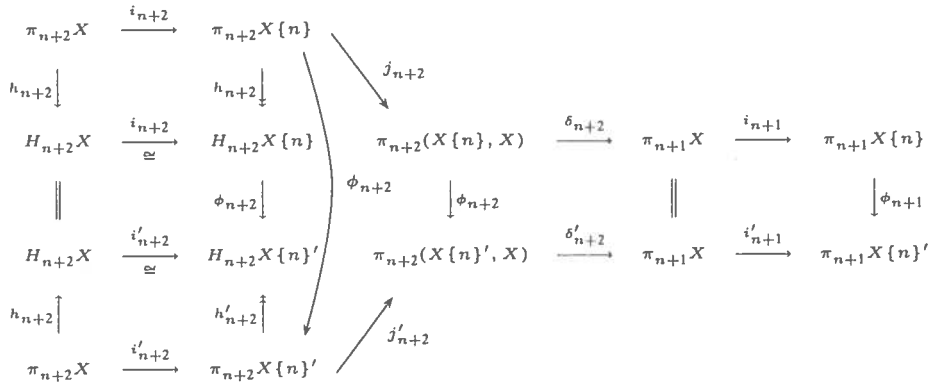 π_{n+2}X —i_{n+2}→ π_{n+2}X{n}
j_{n+2}
h_{n+2} h_{n+2}
H_{n+2}X —i_{n+2}, ≅→ H_{n+2}X{n} π_{n+2}(X{n}, X) —δ_{n+2}→ π_{n+1}X —i_{n+1}→ π_{n+1}X{n}
φ_{n+2} φ_{n+2} φ_{n+2} φ_{n+1}
H_{n+2}X —i'_{n+2}, ≅→ H_{n+2}X{n}' π_{n+2}(X{n}', X) —δ'_{n+2}→ π_{n+1}X —i'_{n+1}→ π_{n+1}X{n}'
h_{n+2} h'_{n+2} j'_{n+2}
π_{n+2}X —i'_{n+2}→ π_{n+2}X{n}'